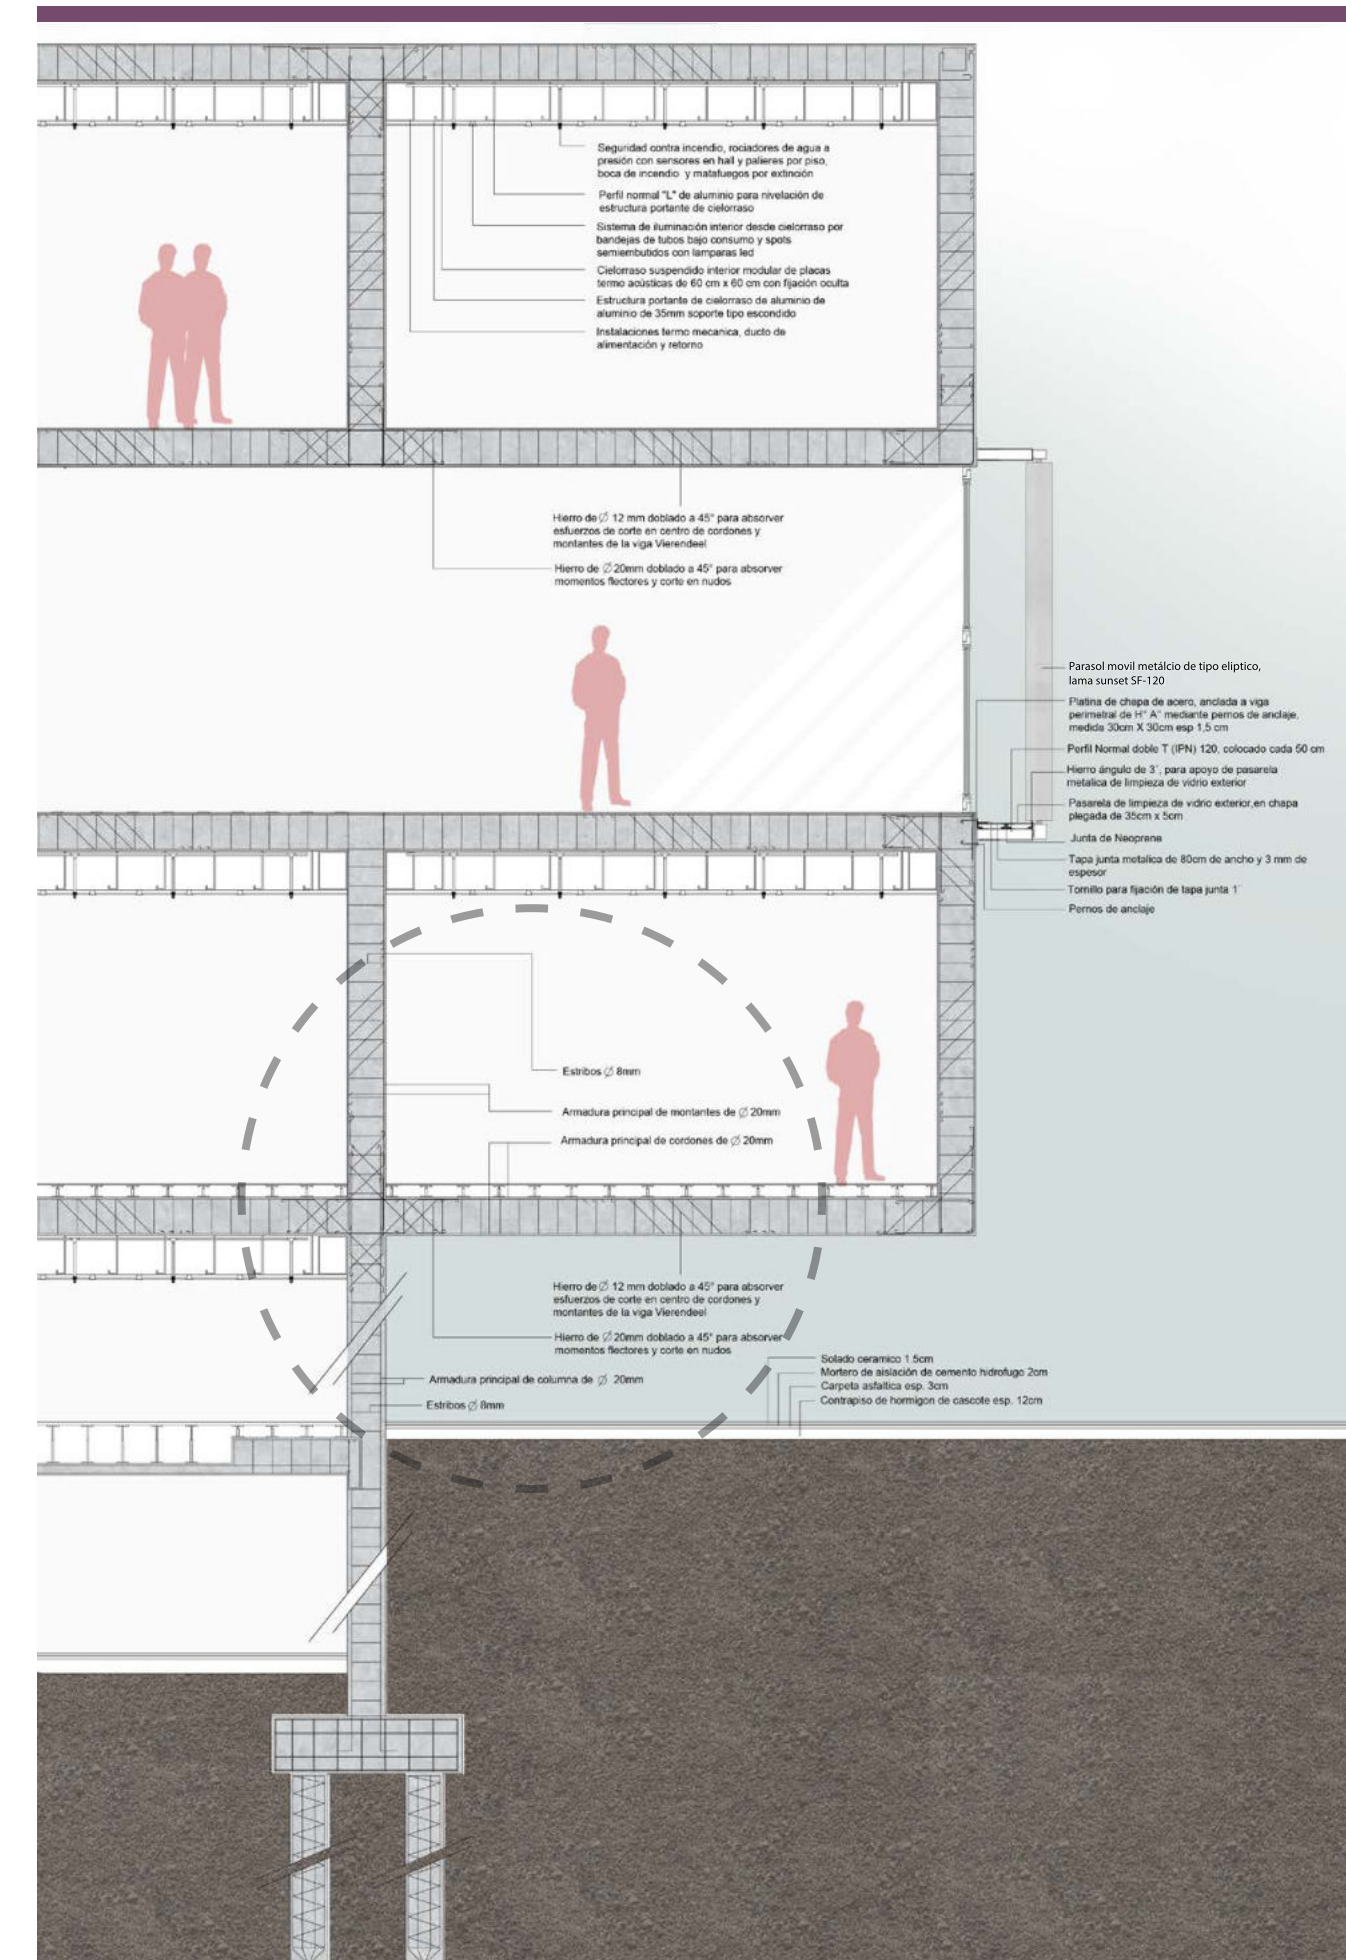 Seguridad contra incendio, rociadores de agua a
presión con sensores en hall y palieres por piso,
boca de incendio y matafuegos por extinción
Perfil normal "L" de aluminio para nivelación de
estructura portante de cielorraso
Sistema de iluminación interior desde cielorraso por
bandejas de tubos bajo consumo y spots
semiembutidos con lamparas led
Cielorraso suspendido interior modular de placas
termo acústicas de 60 cm x 60 cm con fijación oculta
Estructura portante de cielorraso de aluminio de
aluminio de 35mm soporte tipo escondido
Instalaciones termo mecanica, ducto de
alimentación y retorno
Hierro de ∅ 12 mm doblado a 45° para absorver
esfuerzos de corte en centro de cordones y
montantes de la viga Vierendeel
Hierro de ∅ 20mm doblado a 45° para absorver
momentos flectores y corte en nudos
Parasol movil metálcio de tipo eliptico,
lama sunset SF-120
Platina de chapa de acero, anclada a viga
perimetral de H° A° mediante pernos de anclaje,
medida 30cm X 30cm esp 1,5 cm
Perfil Normal doble T (IPN) 120, colocado cada 50 cm
Hierro ángulo de 3¨, para apoyo de pasarela
metalica de limpieza de vidrio exterior
Pasarela de limpieza de vidrio exterior,en chapa
plegada de 35cm x 5cm
Junta de Neoprene
Tapa junta metalica de 80cm de ancho y 3 mm de
espesor
Tornillo para fijación de tapa junta 1¨
Pernos de anclaje
Estribos ∅ 8mm
Armadura principal de montantes de ∅ 20mm
Armadura principal de cordones de ∅ 20mm
Hierro de ∅ 12 mm doblado a 45° para absorver
esfuerzos de corte en centro de cordones y
montantes de la viga Vierendeel
Hierro de ∅ 20mm doblado a 45° para absorver
momentos flectores y corte en nudos
Armadura principal de columna de ∅ 20mm
Estribos ∅ 8mm
Solado ceramico 1.5cm
Mortero de aislación de cemento hidrofugo 2cm
Carpeta asfaltica esp. 3cm
Contrapiso de hormigon de cascote esp. 12cm